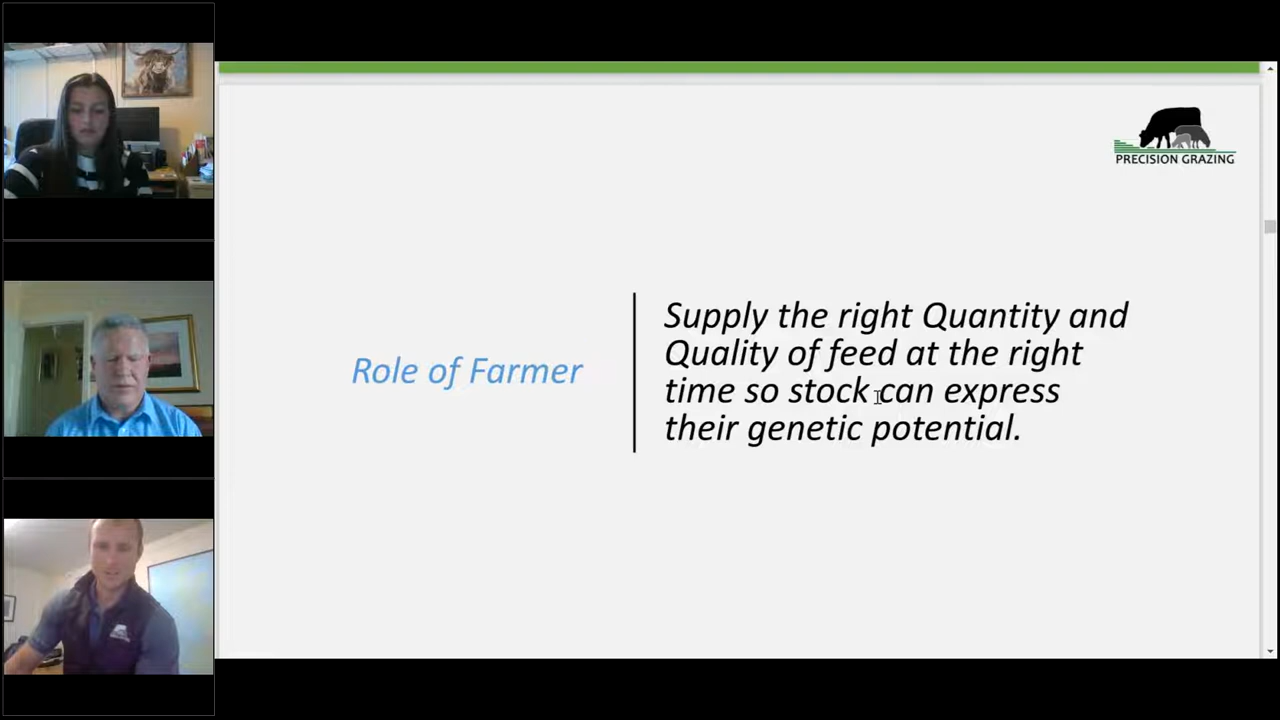 PRECISION GRAZING
Role of Farmer
Supply the right Quantity and
Quality of feed at the right
time so stock can express
their genetic potential.